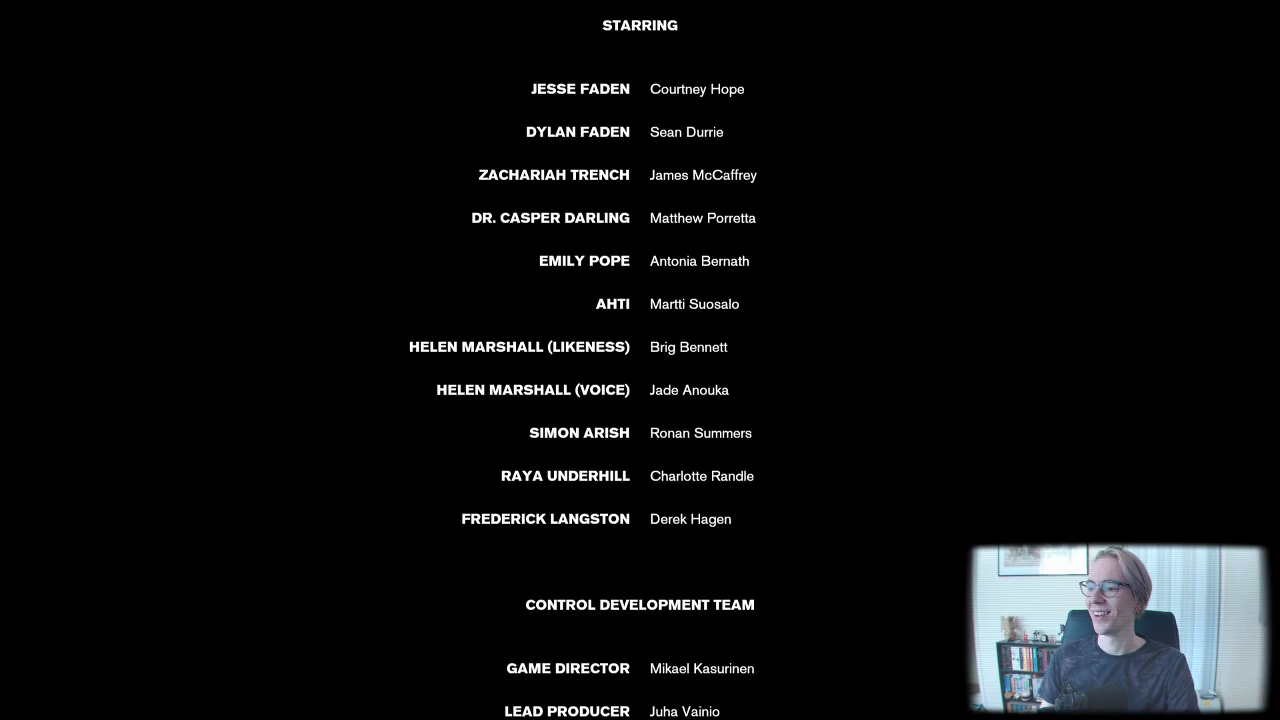 STARRING
JESSE FADEN Courtney Hope
DYLAN FADEN Sean Durrie
ZACHARIAH TRENCH James McCaffrey
DR. CASPER DARLING Matthew Porretta
EMILY POPE Antonia Bernath
AHTI Martti Suosalo
HELEN MARSHALL (LIKENESS) Brig Bennett
HELEN MARSHALL (VOICE) Jade Anouka
SIMON ARISH Ronan Summers
RAYA UNDERHILL Charlotte Randle
FREDERICK LANGSTON Derek Hagen
CONTROL DEVELOPMENT TEAM
GAME DIRECTOR Mikael Kasurinen
LEAD PRODUCER Juha Vainio